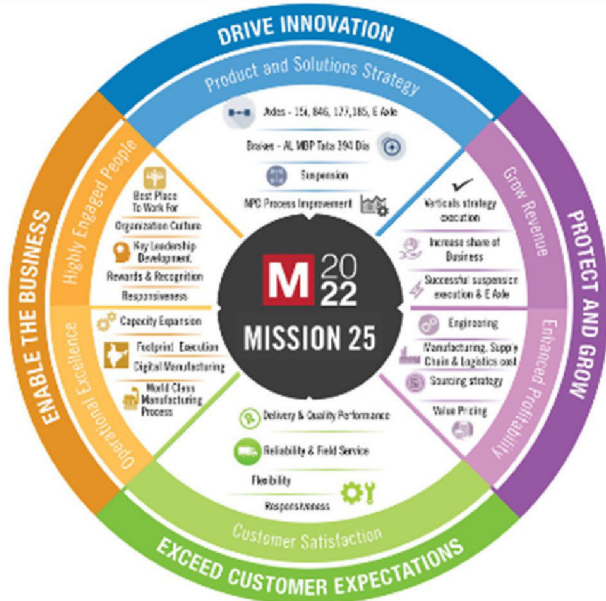 DRIVE INNOVATION
Product and Solutions Strategy
Axles - 15t, 846, 177,185, E Axle
Brakes - AL MBP Tata 394 Dia
Suspension
NPD Process Improvement
PROTECT AND GROW
Grow Revenue
Verticals strategy
execution
Increase share of
Business
Successful suspension
execution & E Axle
Enhanced Profitability
Engineering
Manufacturing, Supply
Chain & Logistics cost
Sourcing strategy
Value Pricing
EXCEED CUSTOMER EXPECTATIONS
Customer Satisfaction
Delivery & Quality Performance
Reliability & Field Service
Flexibility
Responsiveness
ENABLE THE BUSINESS
Highly Engaged People
Best Place
To Work For
Organization Culture
Key Leadership
Development
Rewards & Recognition
Responsiveness
Operational Excellence
Capacity Expansion
Footprint Execution
Digital Manufacturing
World Class
Manufacturing
Process
M 20
22
MISSION 25